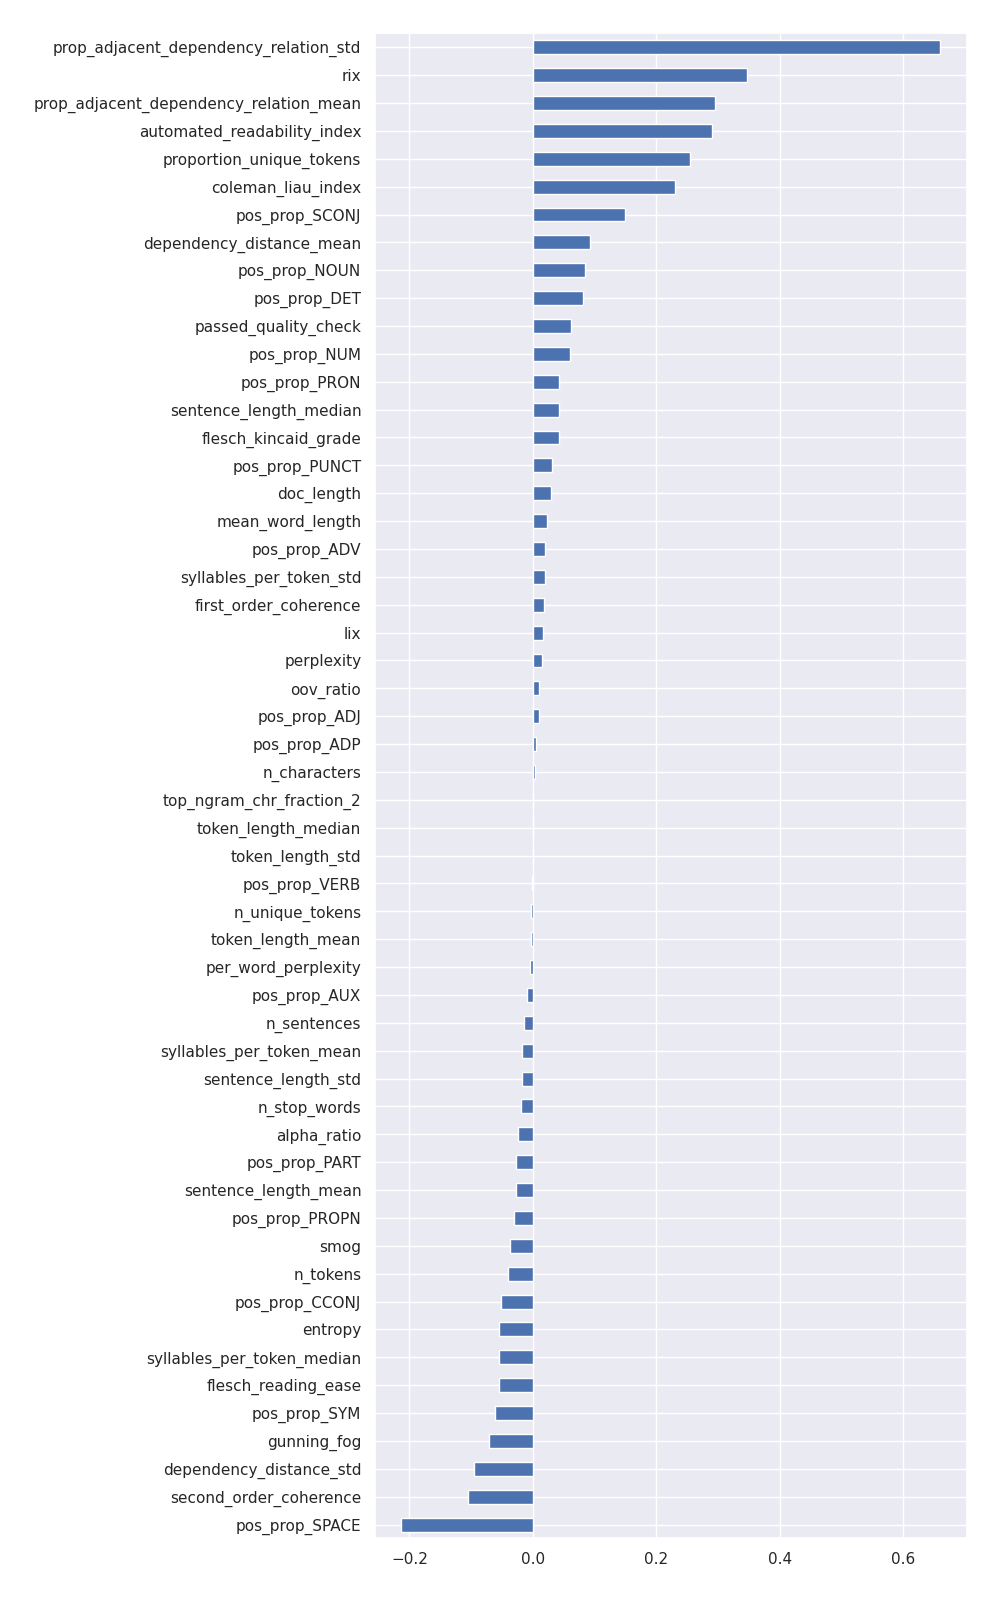 prop_adjacent_dependency_relation_std
rix
prop_adjacent_dependency_relation_mean
automated_readability_index
proportion_unique_tokens
coleman_liau_index
pos_prop_SCONJ
dependency_distance_mean
pos_prop_NOUN
pos_prop_DET
passed_quality_check
pos_prop_NUM
pos_prop_PRON
sentence_length_median
flesch_kincaid_grade
pos_prop_PUNCT
doc_length
mean_word_length
pos_prop_ADV
syllables_per_token_std
first_order_coherence
lix
perplexity
oov_ratio
pos_prop_ADJ
pos_prop_ADP
n_characters
top_ngram_chr_fraction_2
token_length_median
token_length_std
pos_prop_VERB
n_unique_tokens
token_length_mean
per_word_perplexity
pos_prop_AUX
n_sentences
syllables_per_token_mean
sentence_length_std
n_stop_words
alpha_ratio
pos_prop_PART
sentence_length_mean
pos_prop_PROPN
smog
n_tokens
pos_prop_CCONJ
entropy
syllables_per_token_median
flesch_reading_ease
pos_prop_SYM
gunning_fog
dependency_distance_std
second_order_coherence
pos_prop_SPACE
−0.2 0.0 0.2 0.4 0.6